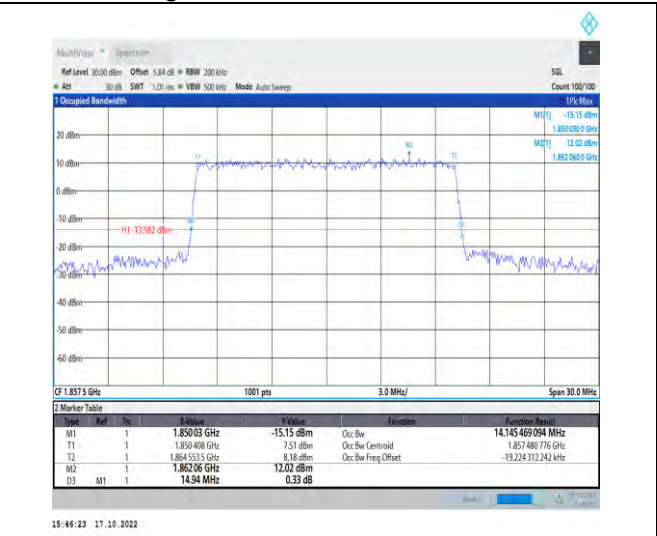 MultiView Spectrum
Ref Level 30.00 dBm Offset 5.84 dB RBW 200 kHz SGL
Att 30 dB SWT 1.01 ms VBW 500 kHz Mode Auto Sweep Count 100/100
1 Occupied Bandwidth 1Pk Max
M1[1] -15.15 dBm
1.850 030 0 GHz
M2[1] 12.02 dBm
1.862 060 0 GHz
20 dBm
M2
T1 T2
10 dBm
0 dBm
-10 dBm
M1
H1 -13.982 dBm
-20 dBm
-30 dBm
-40 dBm
-50 dBm
-60 dBm
CF 1.857 5 GHz 1001 pts 3.0 MHz/ Span 30.0 MHz
2 Marker Table
Type Ref Trc X-Value Y-Value Function Function Result
M1 1 1.850 03 GHz -15.15 dBm Occ Bw 14.145 469 094 MHz
T1 1 1.850 408 GHz 7.51 dBm Occ Bw Centroid 1.857 480 776 GHz
T2 1 1.864 553 5 GHz 8.18 dBm Occ Bw Freq Offset -19.224 312 242 kHz
M2 1 1.862 06 GHz 12.02 dBm
D3 M1 1 14.94 MHz 0.33 dB
15:46:23 17.10.2022